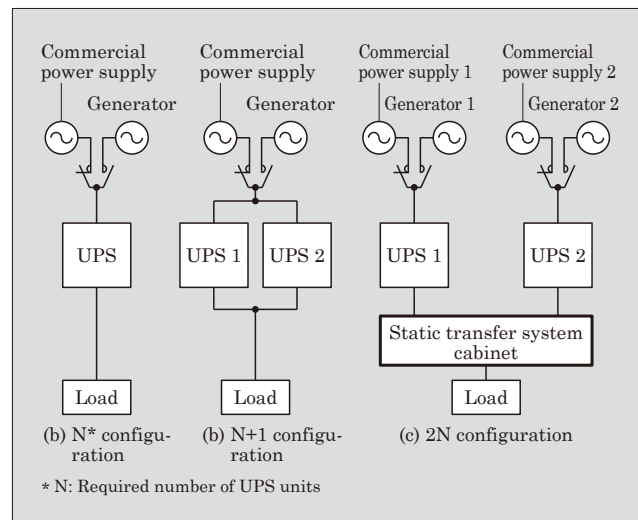 Commercial
power supply
Generator
UPS
Load
(b) N* configu-
ration
Commercial
power supply
Generator
UPS 1
UPS 2
Load
(b) N+1 configu-
ration
Commercial
power supply 1
Generator 1
Commercial
power supply 2
Generator 2
UPS 1
UPS 2
Static transfer system
cabinet
Load
(c) 2N configuration
* N: Required number of UPS units